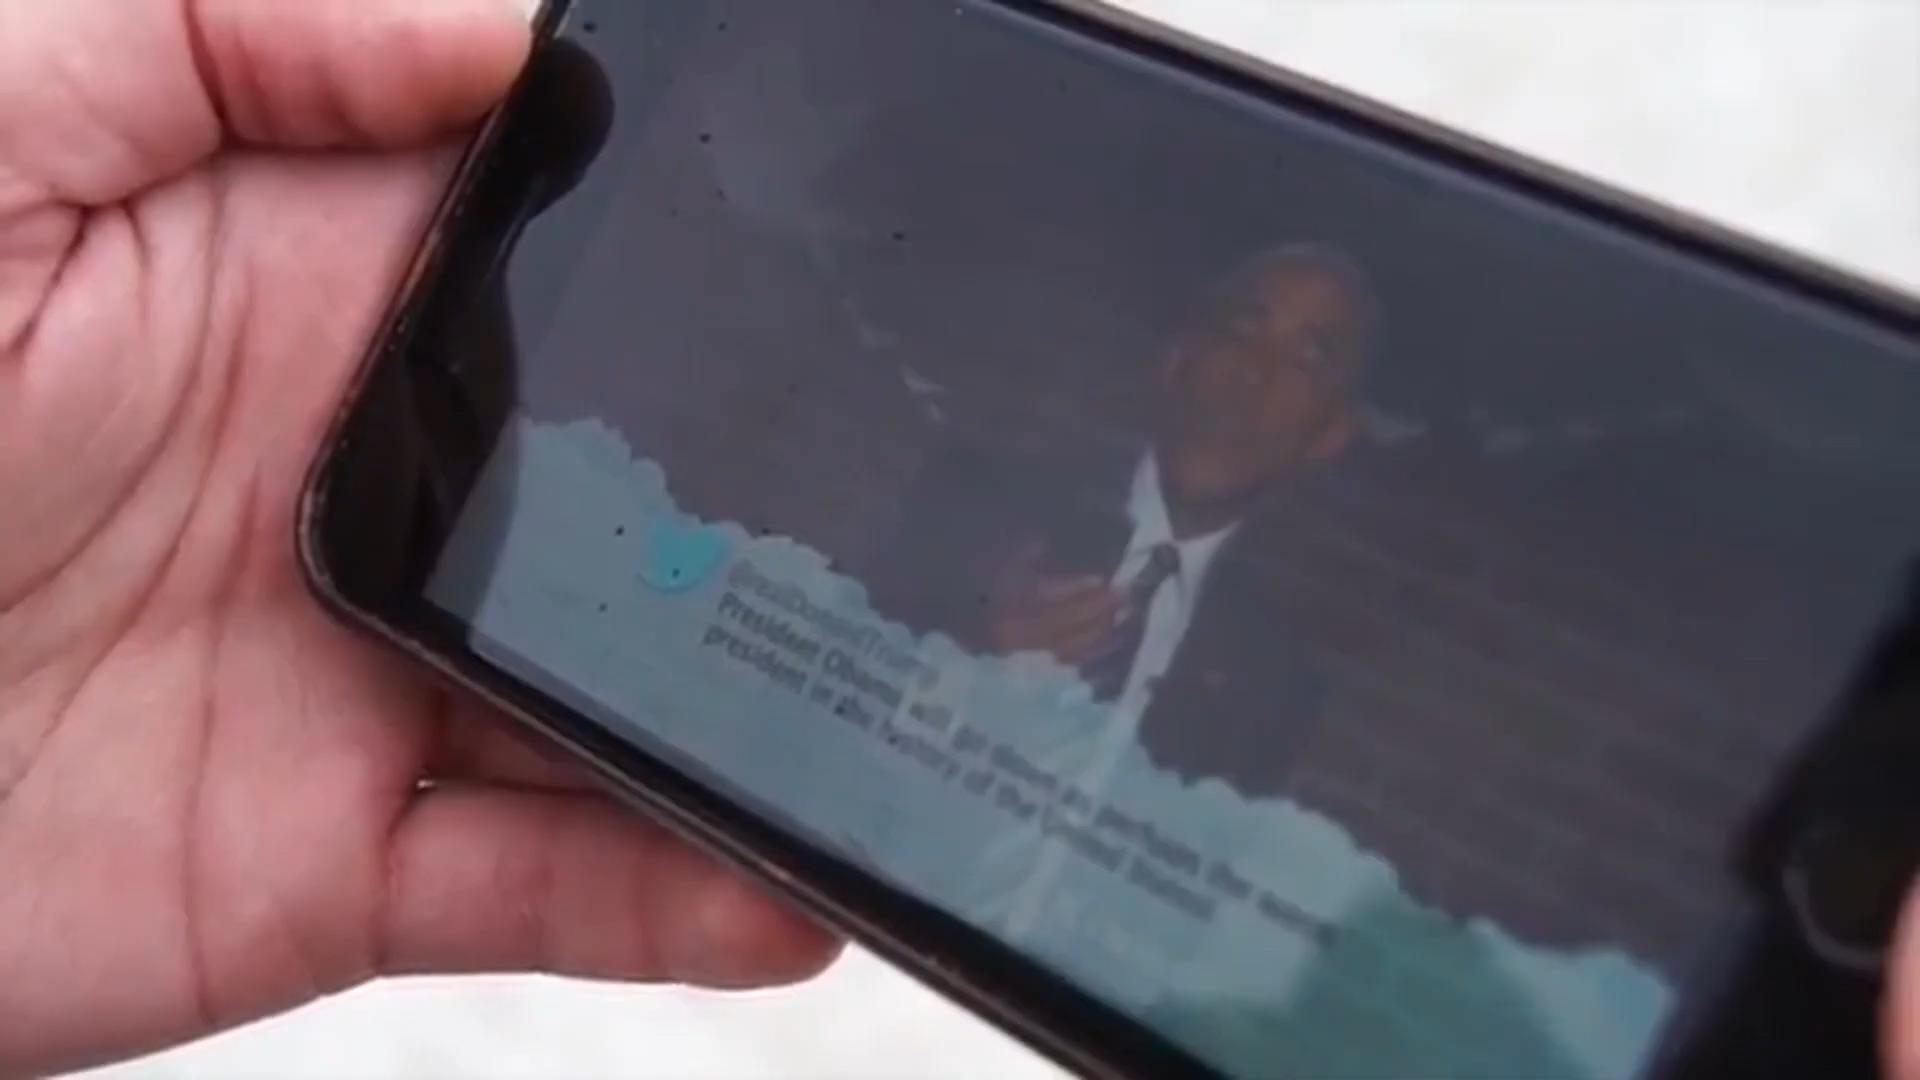 @realDonaldTrump
President Obama will go down as perhaps the worst
president in the history of the United States!